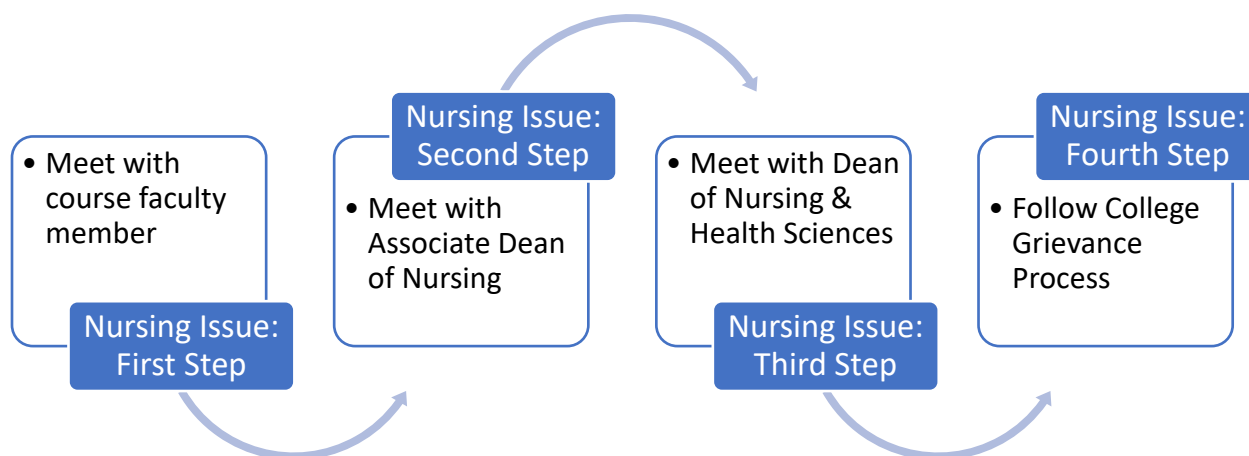 • Meet with
course faculty
member
Nursing Issue:
First Step
Nursing Issue:
Second Step
• Meet with
Associate Dean
of Nursing
• Meet with Dean
of Nursing &
Health Sciences
Nursing Issue:
Third Step
Nursing Issue:
Fourth Step
• Follow College
Grievance
Process